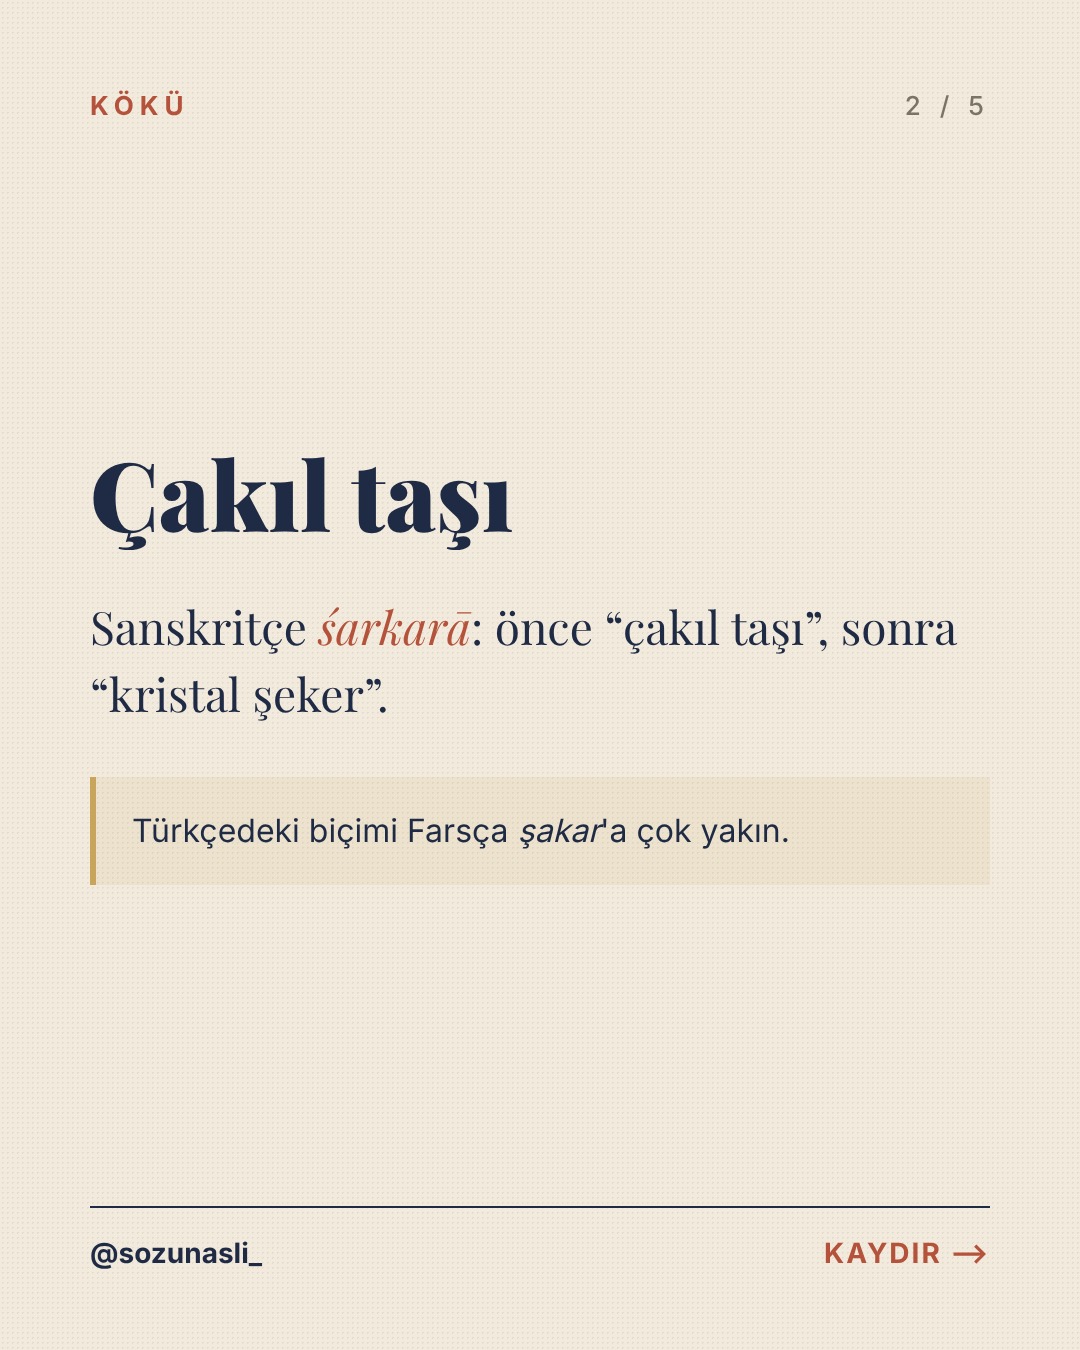 KÖKÜ
2 / 5
Çakıl taşı
Sanskritçe śarkarā: önce “çakıl taşı”, sonra
“kristal şeker”.
Türkçedeki biçimi Farsça şakar'a çok yakın.
@sozunasli_
KAYDIR →